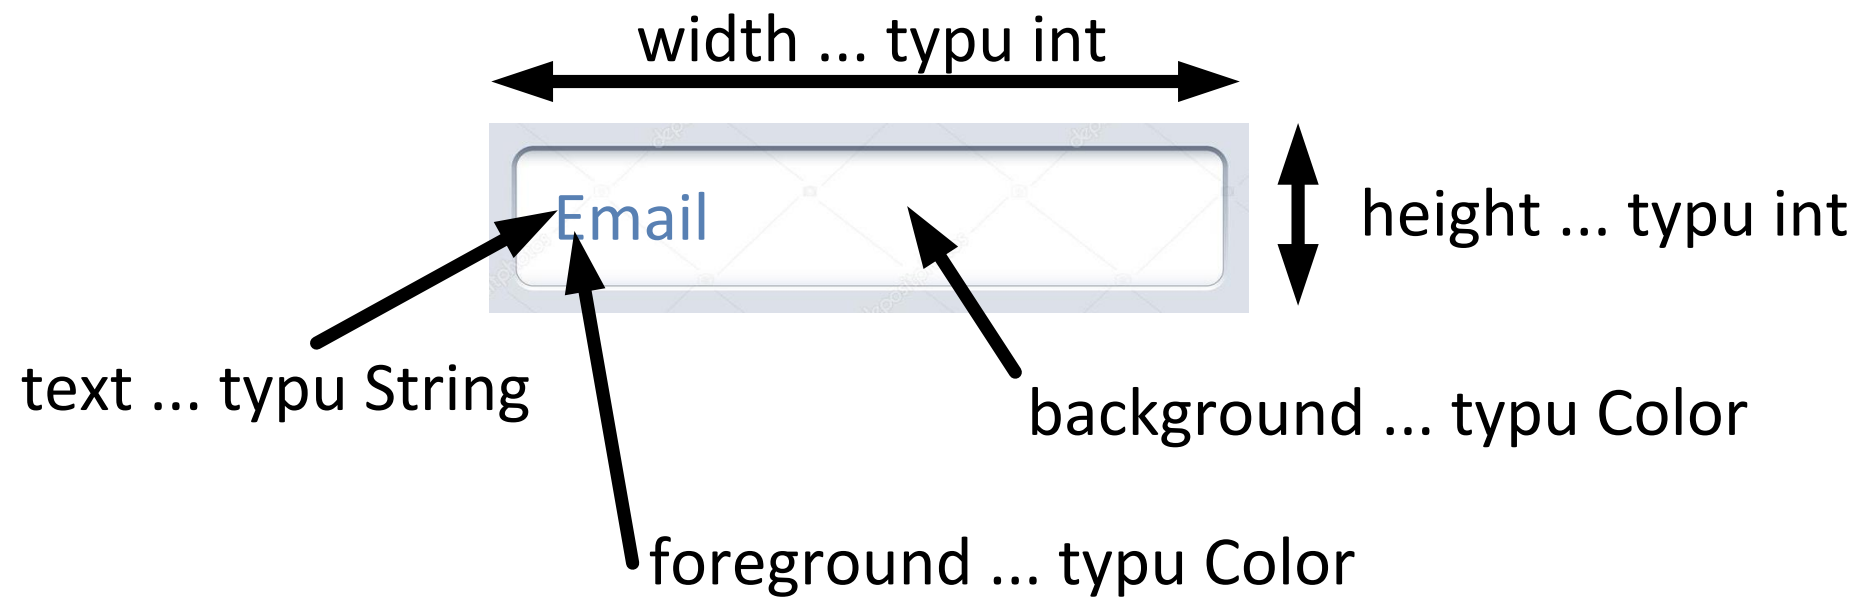 width ... typu int
Email
height ... typu int
text ... typu String
background ... typu Color
foreground ... typu Color